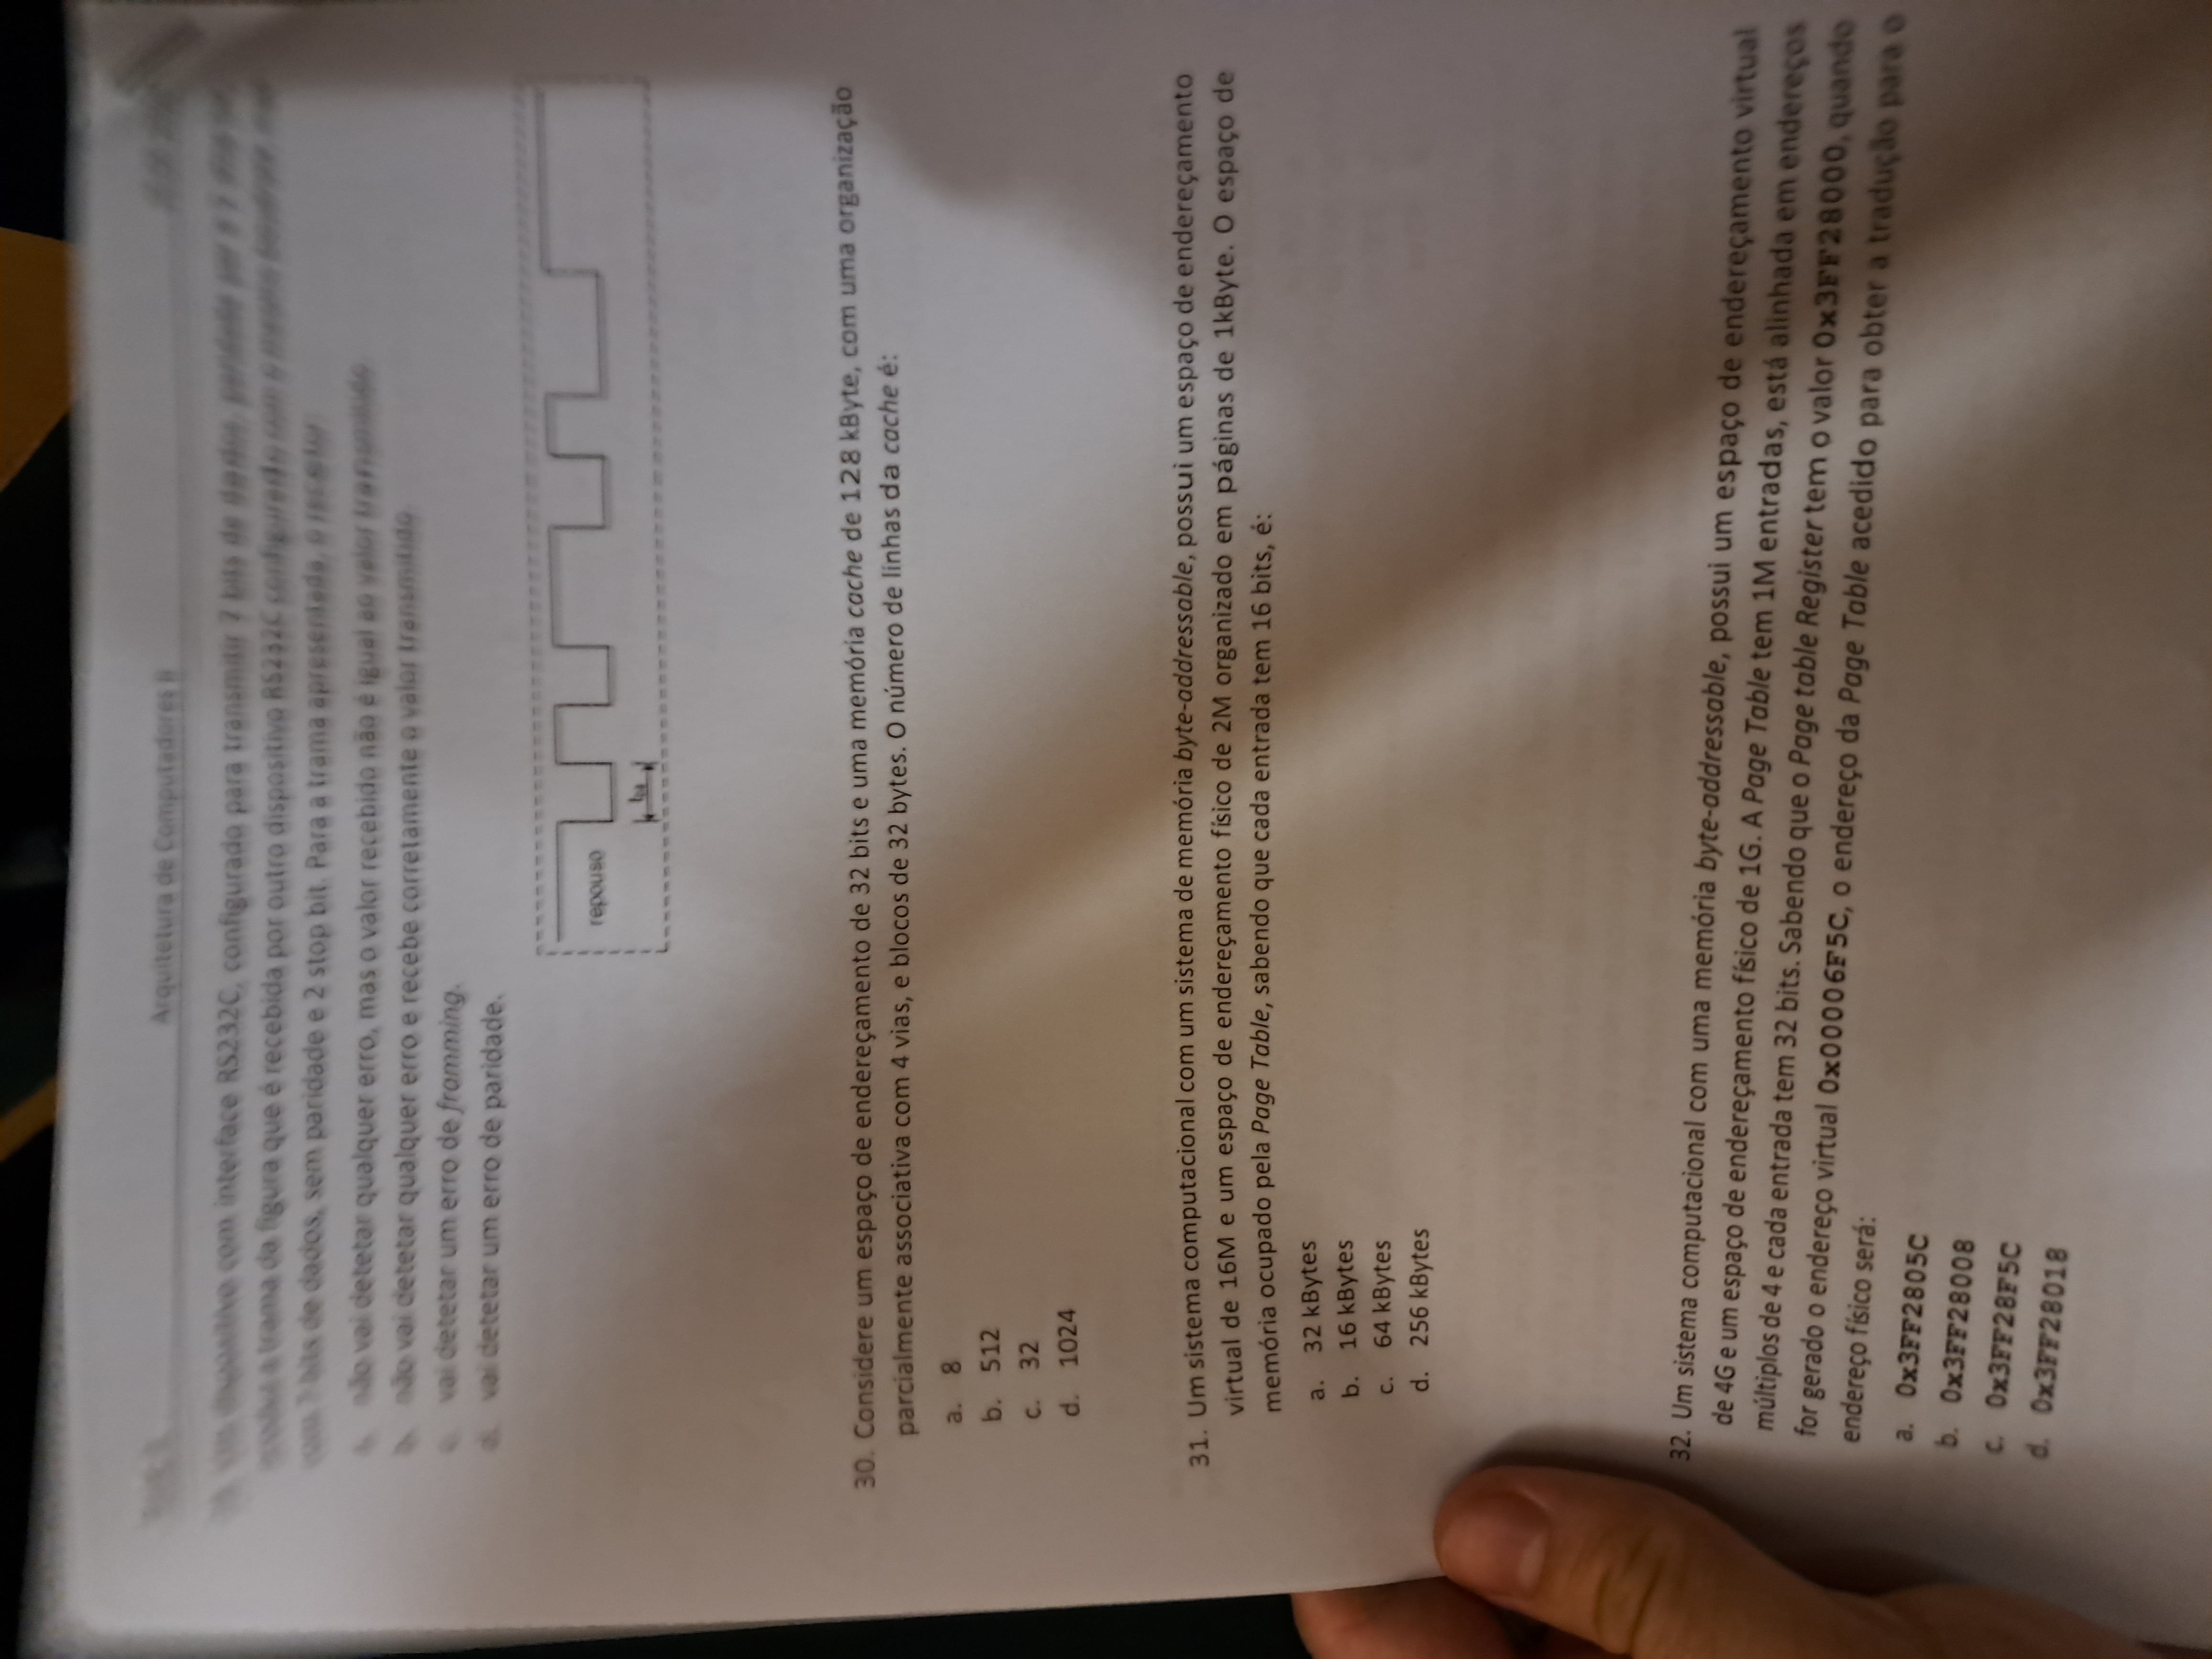 Arquitetura de Computadores II
dispositivo com interface RS232C, configurado para transmitir 7 bits de dados, paridade par e
a trama da figura que é recebida por outro dispositivo RS232C configurado com o mesmo
com 7 bits de dados, sem paridade e 2 stop bit. Para a trama apresentada, o recetor
a. não vai detetar qualquer erro, mas o valor recebido não é igual ao valor transmitido
b. não vai detetar qualquer erro e recebe corretamente o valor transmitido
c. vai detetar um erro de framming.
d. vai detetar um erro de paridade.
repouso
30. Considere um espaço de endereçamento de 32 bits e uma memória cache de 128 kByte, com uma organização
parcialmente associativa com 4 vias, e blocos de 32 bytes. O número de linhas da cache é:
a. 8
b. 512
c. 32
d. 1024
31. Um sistema computacional com um sistema de memória byte-addressable, possui um espaço de endereçamento
virtual de 16M e um espaço de endereçamento físico de 2M organizado em páginas de 1kByte. O espaço de
memória ocupado pela Page Table, sabendo que cada entrada tem 16 bits, é:
a. 32 kBytes
b. 16 kBytes
c. 64 kBytes
d. 256 kBytes
32. Um sistema computacional com uma memória byte-addressable, possui um espaço de endereçamento virtual
de 4G e um espaço de endereçamento físico de 1G. A Page Table tem 1M entradas, está alinhada em endereços
múltiplos de 4 e cada entrada tem 32 bits. Sabendo que o Page table Register tem o valor 0x3FF28000, quando
for gerado o endereço virtual 0x00006F5C, o endereço da Page Table acedido para obter a tradução para o
endereço físico será:
a. 0x3FF2805C
b. 0x3FF28008
c. 0x3FF28F5C
d. 0x3FF28018